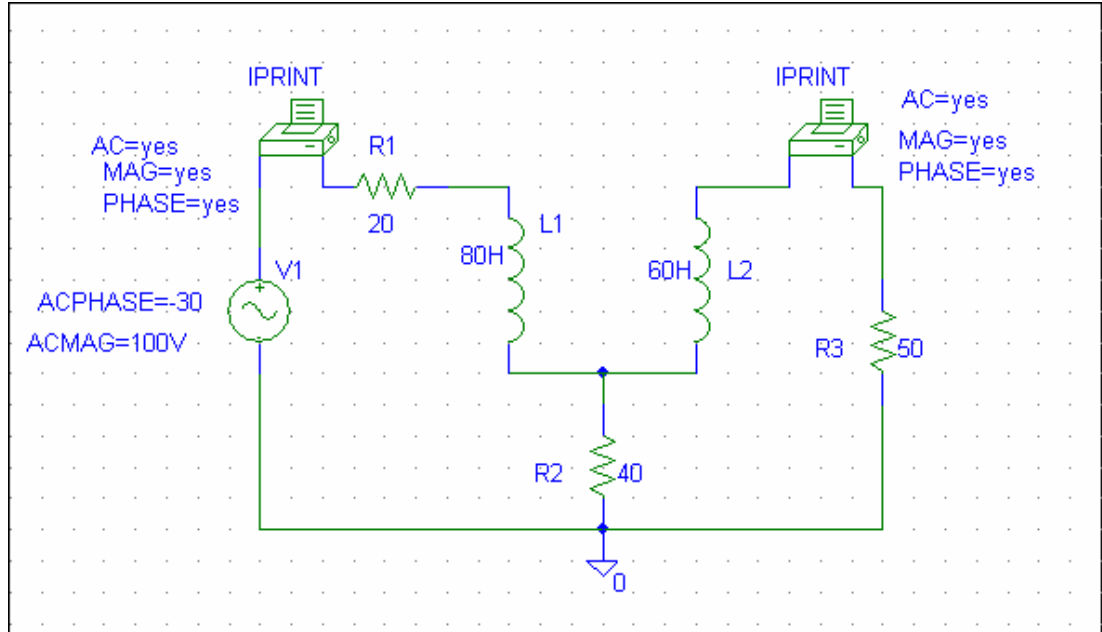 IPRINT
IPRINT
AC=yes
MAG=yes
PHASE=yes
R1
20
AC=yes
MAG=yes
PHASE=yes
L1
80H
60H
L2
V1
ACPHASE=-30
ACMAG=100V
R3
50
R2
40
0